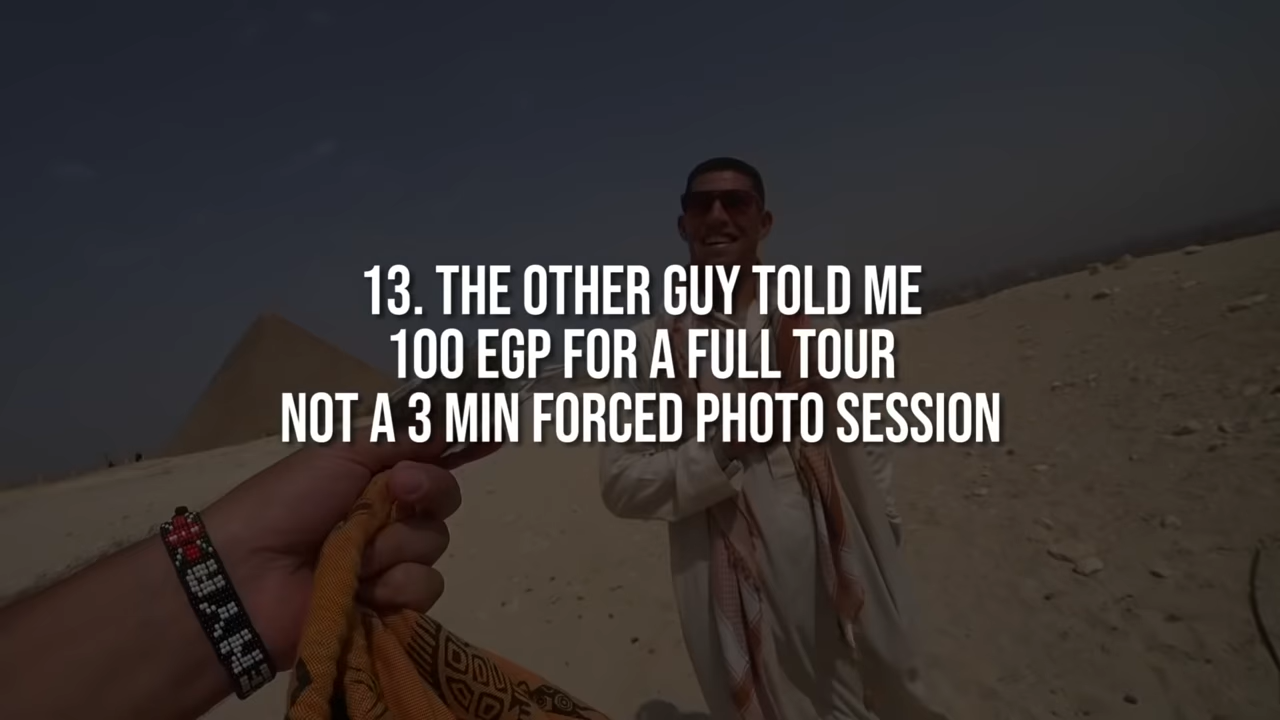 13. THE OTHER GUY TOLD ME
100 EGP FOR A FULL TOUR
NOT A 3 MIN FORCED PHOTO SESSION